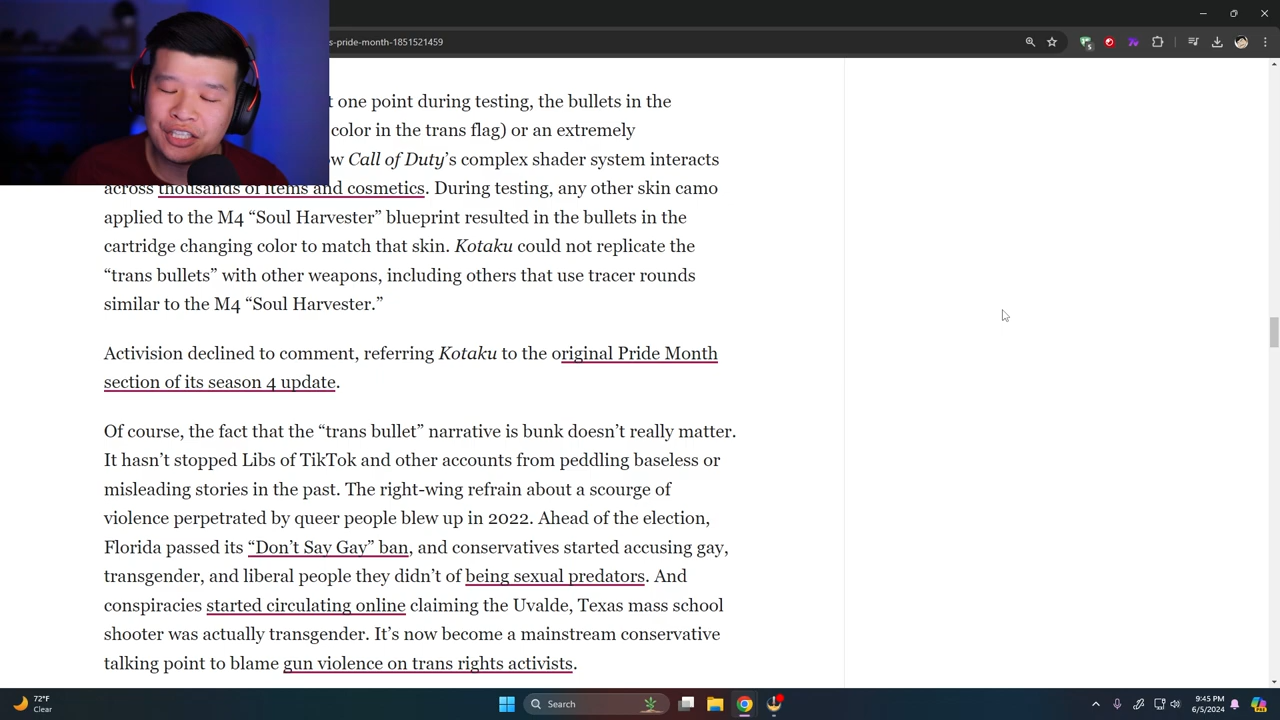 s-pride-month-1851521459
t one point during testing, the bullets in the
color in the trans flag) or an extremely
w Call of Duty’s complex shader system interacts
across thousands of items and cosmetics. During testing, any other skin camo
applied to the M4 “Soul Harvester” blueprint resulted in the bullets in the
cartridge changing color to match that skin. Kotaku could not replicate the
“trans bullets” with other weapons, including others that use tracer rounds
similar to the M4 “Soul Harvester.”
Activision declined to comment, referring Kotaku to the original Pride Month
section of its season 4 update.
Of course, the fact that the “trans bullet” narrative is bunk doesn’t really matter.
It hasn’t stopped Libs of TikTok and other accounts from peddling baseless or
misleading stories in the past. The right-wing refrain about a scourge of
violence perpetrated by queer people blew up in 2022. Ahead of the election,
Florida passed its “Don’t Say Gay” ban, and conservatives started accusing gay,
transgender, and liberal people they didn’t of being sexual predators. And
conspiracies started circulating online claiming the Uvalde, Texas mass school
shooter was actually transgender. It’s now become a mainstream conservative
talking point to blame gun violence on trans rights activists.
72°F
Clear
Search
9:45 PM
6/5/2024